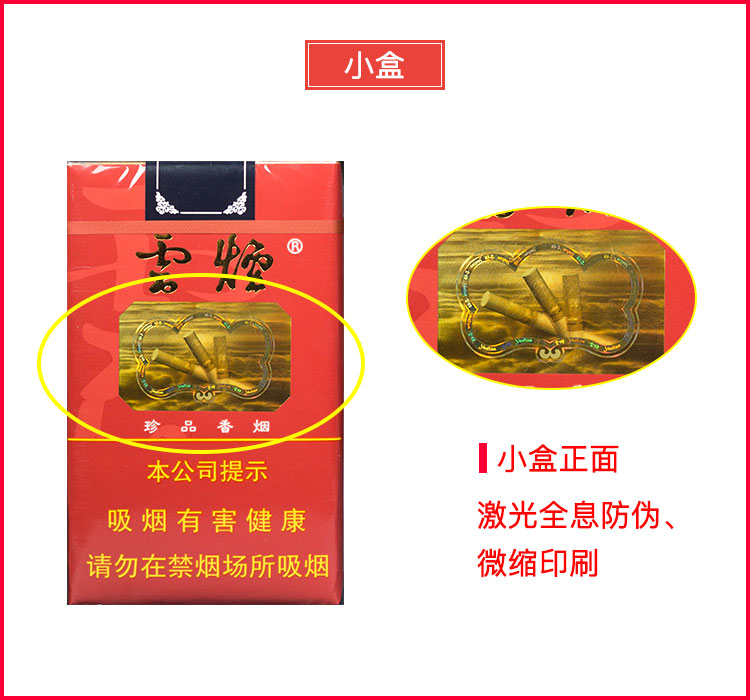 小盒
雲煙®
珍品香烟
本公司提示
吸烟有害健康
请勿在禁烟场所吸烟
小盒正面
激光全息防伪、
微缩印刷